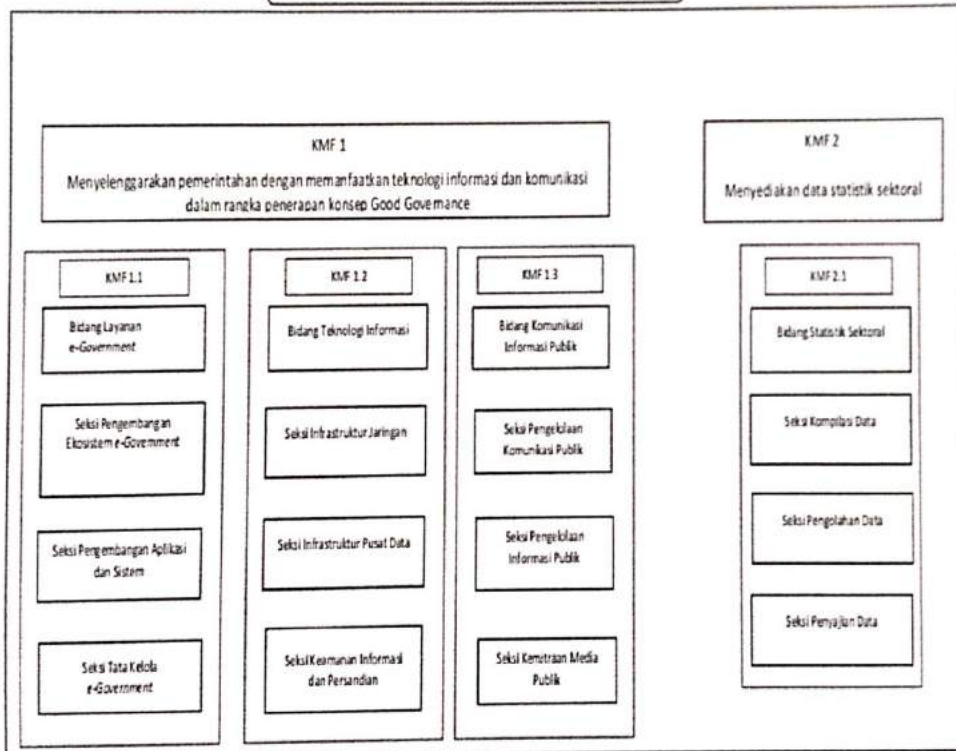 KMF 1
Menyelenggarakan pemerintahan dengan memanfaatkan teknologi informasi dan komunikasi
dalam rangka penerapan konsep Good Governance
KMF 2
Menyediakan data statistik sektoral
KMF 1.1
Bidang Layanan
e-Government
Seksi Pengembangan
Ekosistem e-Government
Seksi Pengembangan Aplikasi
dan Sistem
Seksi Tata Kelola
e-Government
KMF 1.2
Bidang Teknologi Informasi
Seksi Infrastruktur Jaringan
Seksi Infrastruktur Pusat Data
Seksi Keamanan Informasi
dan Persandian
KMF 1.3
Bidang Komunikasi
Informasi Publik
Seksi Pengelolaan
Komunikasi Publik
Seksi Pengelolaan
Informasi Publik
Seksi Kemitraan Media
Publik
KMF 2.1
Bidang Statistik Sektoral
Seksi Kompilasi Data
Seksi Pengolahan Data
Seksi Penyajian Data